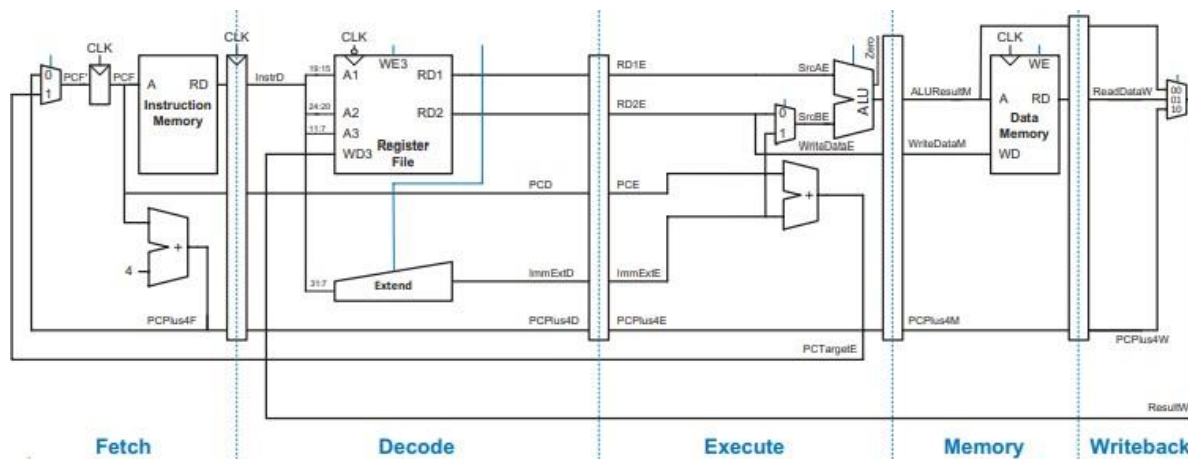 CLK
CLK
CLK
CLK
0
1
PCF'
PCF
A
RD
Instruction
Memory
InstrD
19:15
A1
WE3
RD1
24:20
A2
RD2
11:7
A3
WD3
Register
File
RD1E
RD2E
SrcAE
0
1
SrcBE
ALU
Zero
WriteDataE
ALUResultM
WriteDataM
WE
A
RD
Data
Memory
WD
ReadDataW
00
01
10
PCD
PCE
+
4
+
31:7
Extend
ImmExtD
ImmExtE
PCPlus4F
PCPlus4D
PCPlus4E
PCPlus4M
PCPlus4W
PCTargetE
ResultW
Fetch
Decode
Execute
Memory
Writeback